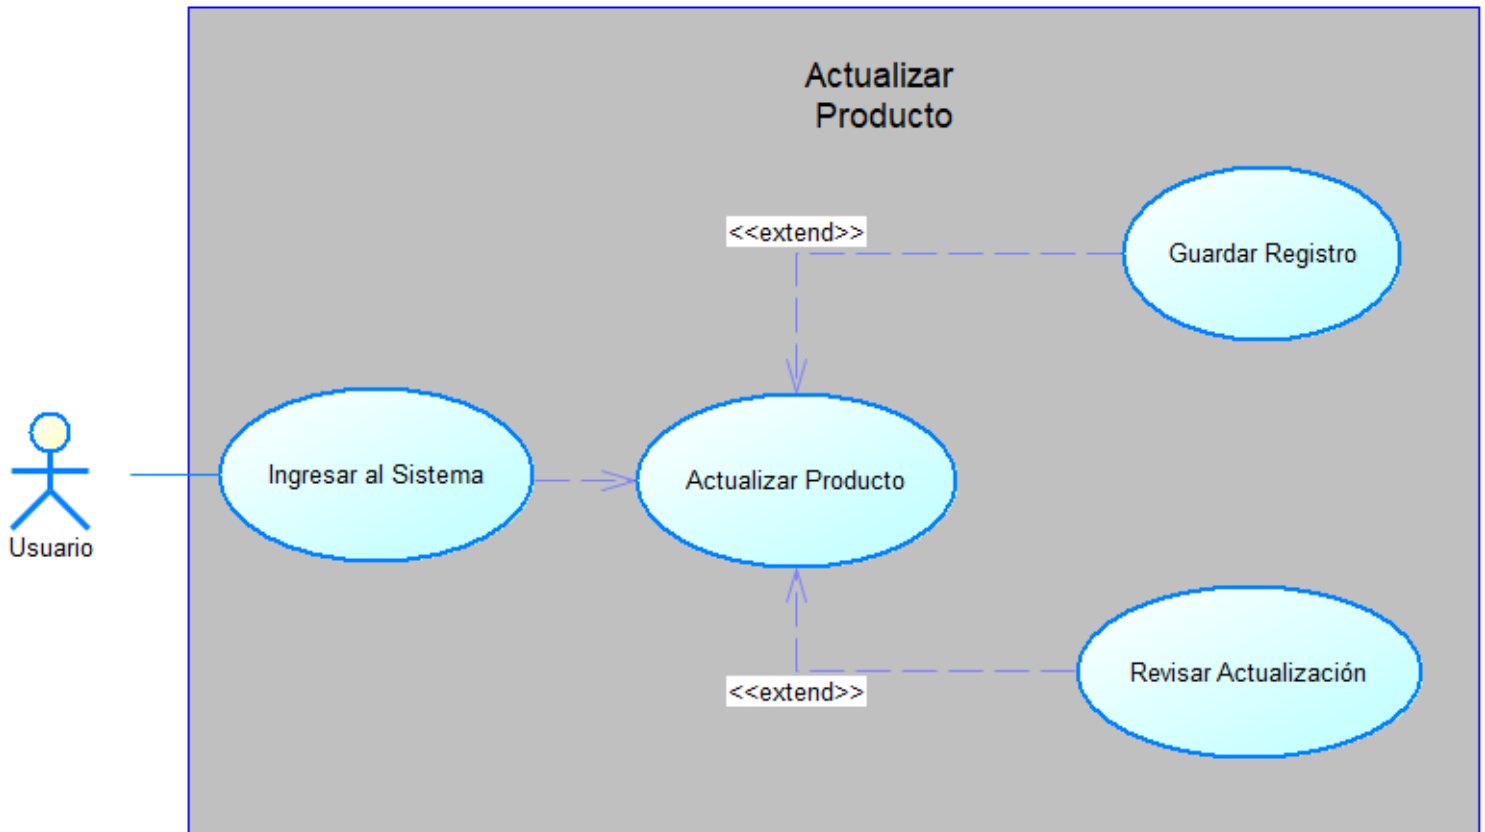 Actualizar
Producto
<<extend>>
Guardar Registro
Ingresar al Sistema
Actualizar Producto
Usuario
Revisar Actualización
<<extend>>